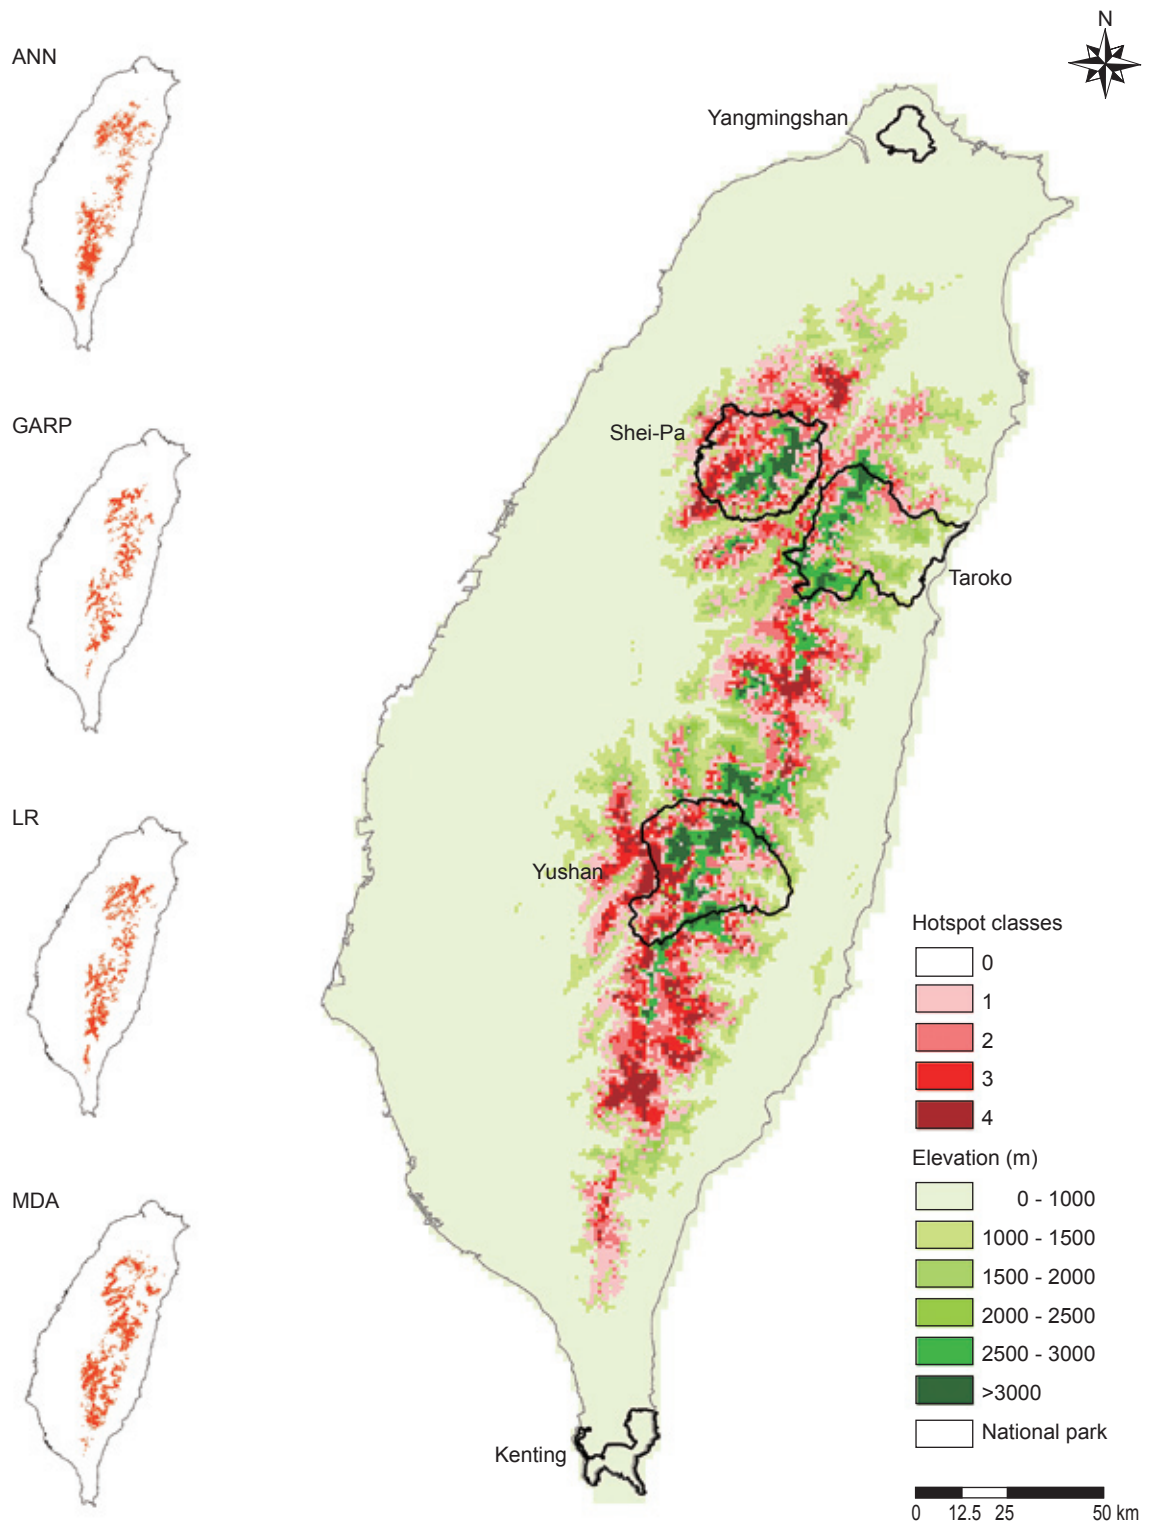 N
ANN
Yangmingshan
GARP
Shei-Pa
Taroko
LR
Yushan
Hotspot classes
0
1
2
3
4
Elevation (m)
0 - 1000
MDA
1000 - 1500
1500 - 2000
2000 - 2500
2500 - 3000
>3000
National park
Kenting
0 12.5 25 50 km